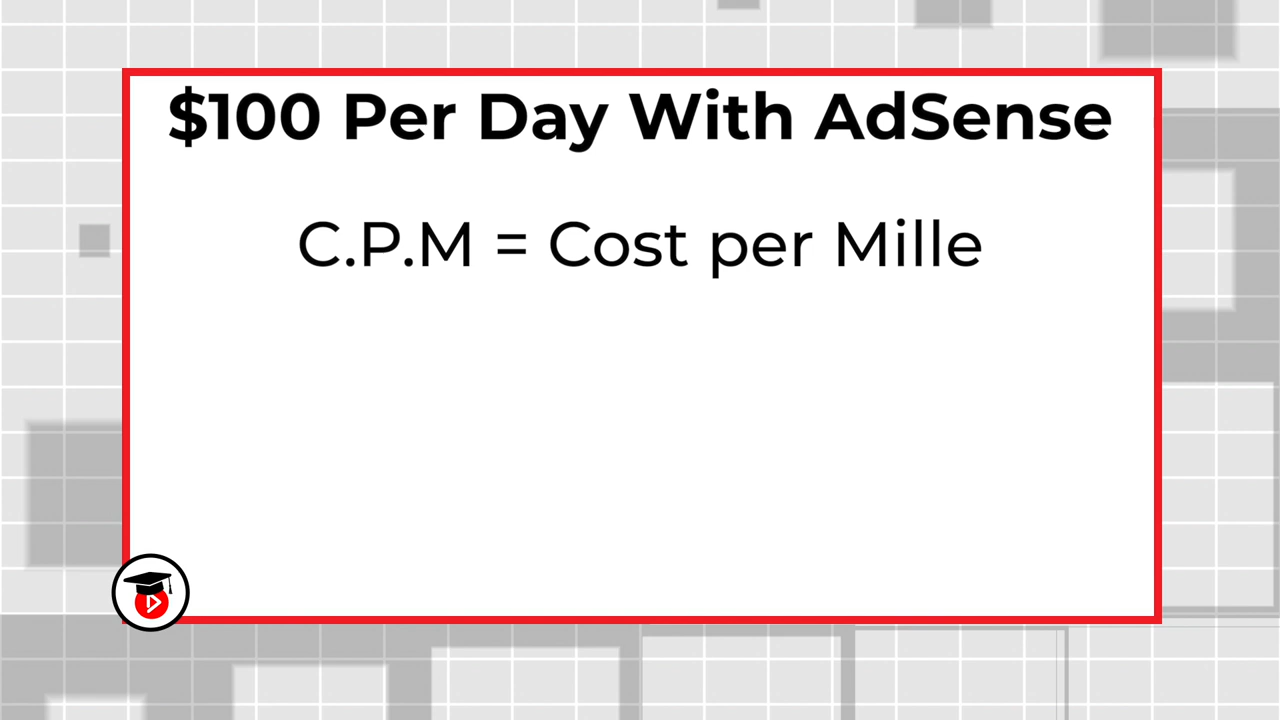 $100 Per Day With AdSense
C.P.M = Cost per Mille